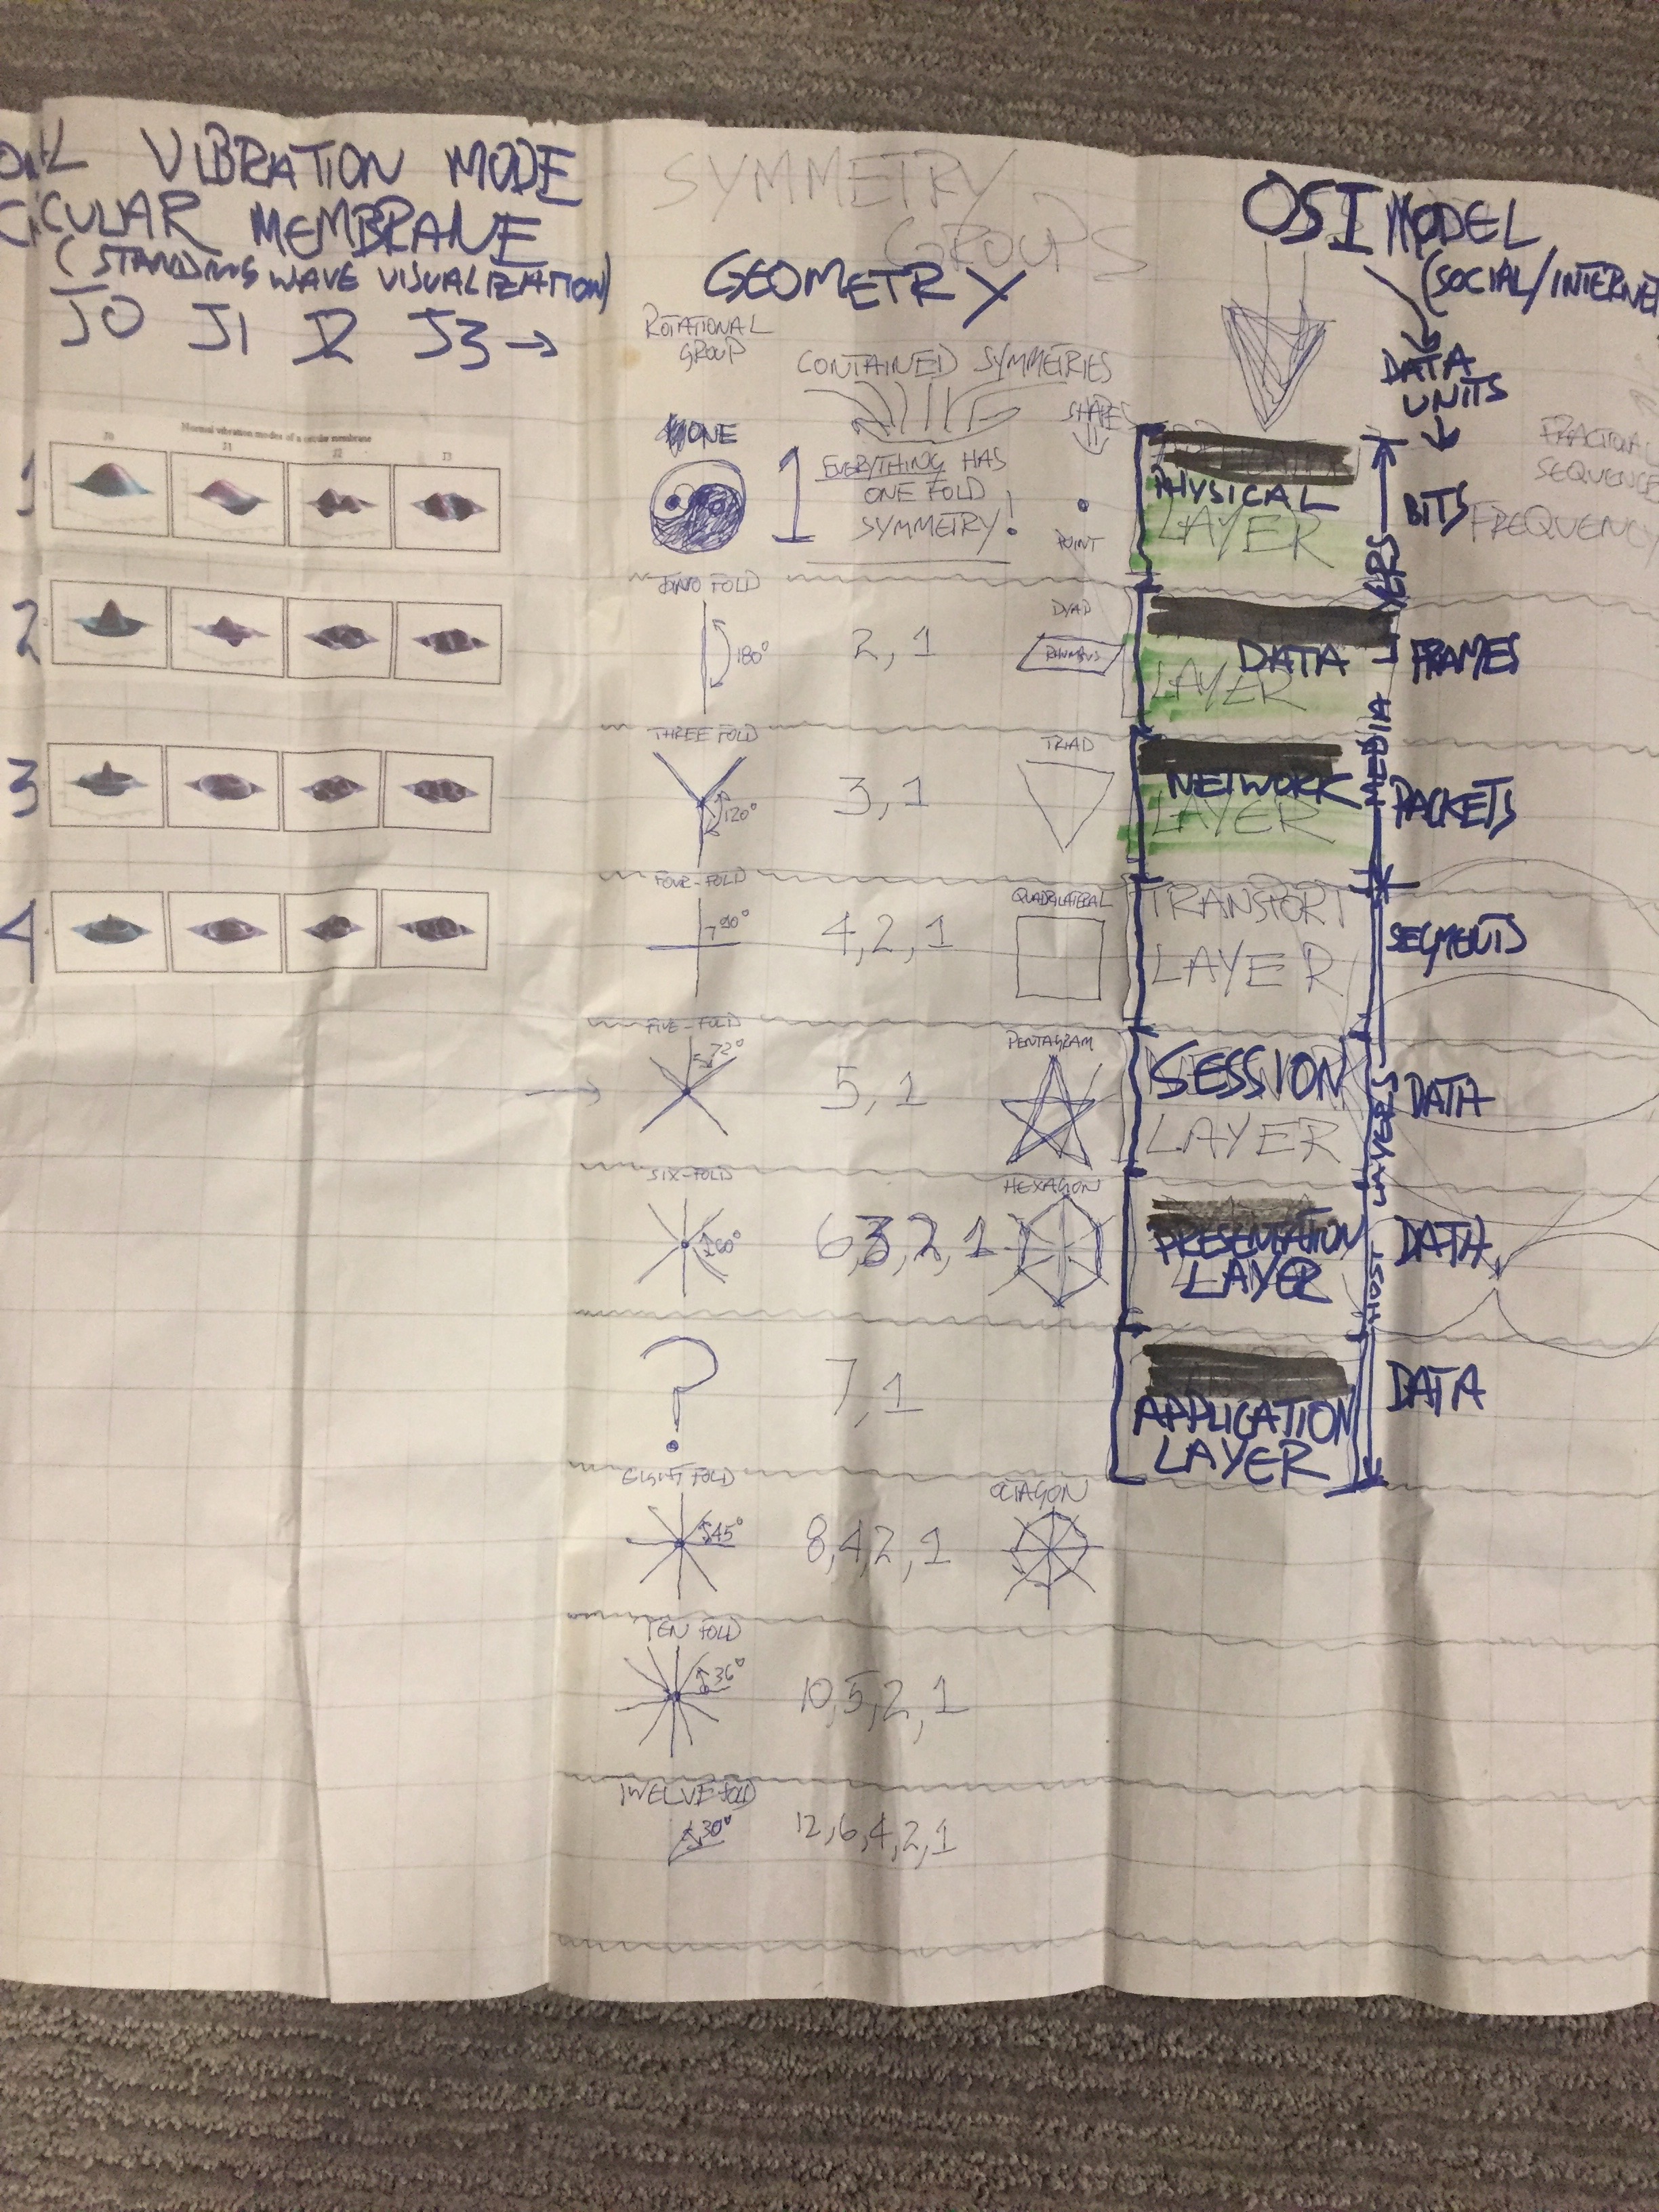 VIBRATION MODE
CIRCULAR MEMBRANE
(STANDING WAVE VISUALIZATION)
J0 J1 J2 J3 →
Normal vibration modes of a circular membrane
J0 J1 J2 J3
1
2
3
4
SYMMETRY
GROUPS
GEOMETRY
ROTATIONAL
GROUP
CONTAINED SYMMETRIES
SHAPES
ONE
1
EVERYTHING HAS
ONE FOLD
SYMMETRY!
POINT
TWO FOLD
180°
2, 1
DYAD
RHOMBUS
THREE FOLD
120°
3, 1
TRIAD
FOUR-FOLD
90°
4, 2, 1
QUADRILATERAL
FIVE-FOLD
72°
5, 1
PENTAGRAM
SIX-FOLD
60°
6, 3, 2, 1
HEXAGON
?
7, 1
EIGHT FOLD
45°
8, 4, 2, 1
OCTAGON
TEN FOLD
36°
10, 5, 2, 1
TWELVE FOLD
30°
12, 6, 4, 2, 1
OSI MODEL
(SOCIAL/INTERNET
DATA
UNITS
PHYSICAL
LAYER
BITS
DATA
LAYER
FRAMES
NETWORK
LAYER
PACKETS
MEDIA LAYERS
TRANSPORT
LAYER
SEGMENTS
SESSION
LAYER
DATA
PRESENTATION
LAYER
DATA
APPLICATION
LAYER
DATA
HOST LAYERS
FRACTIONAL
SEQUENCE
FREQUENCY